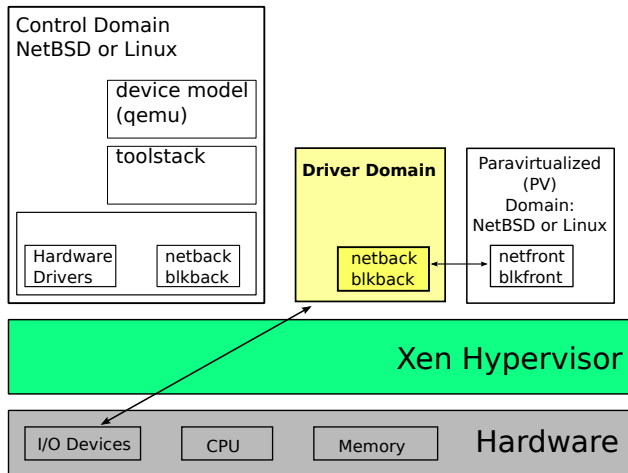 Control Domain
NetBSD or Linux
device model
(qemu)
toolstack
Hardware
Drivers
netback
blkback
Driver Domain
netback
blkback
Paravirtualized
(PV)
Domain:
NetBSD or Linux
netfront
blkfront
Xen Hypervisor
I/O Devices
CPU
Memory
Hardware